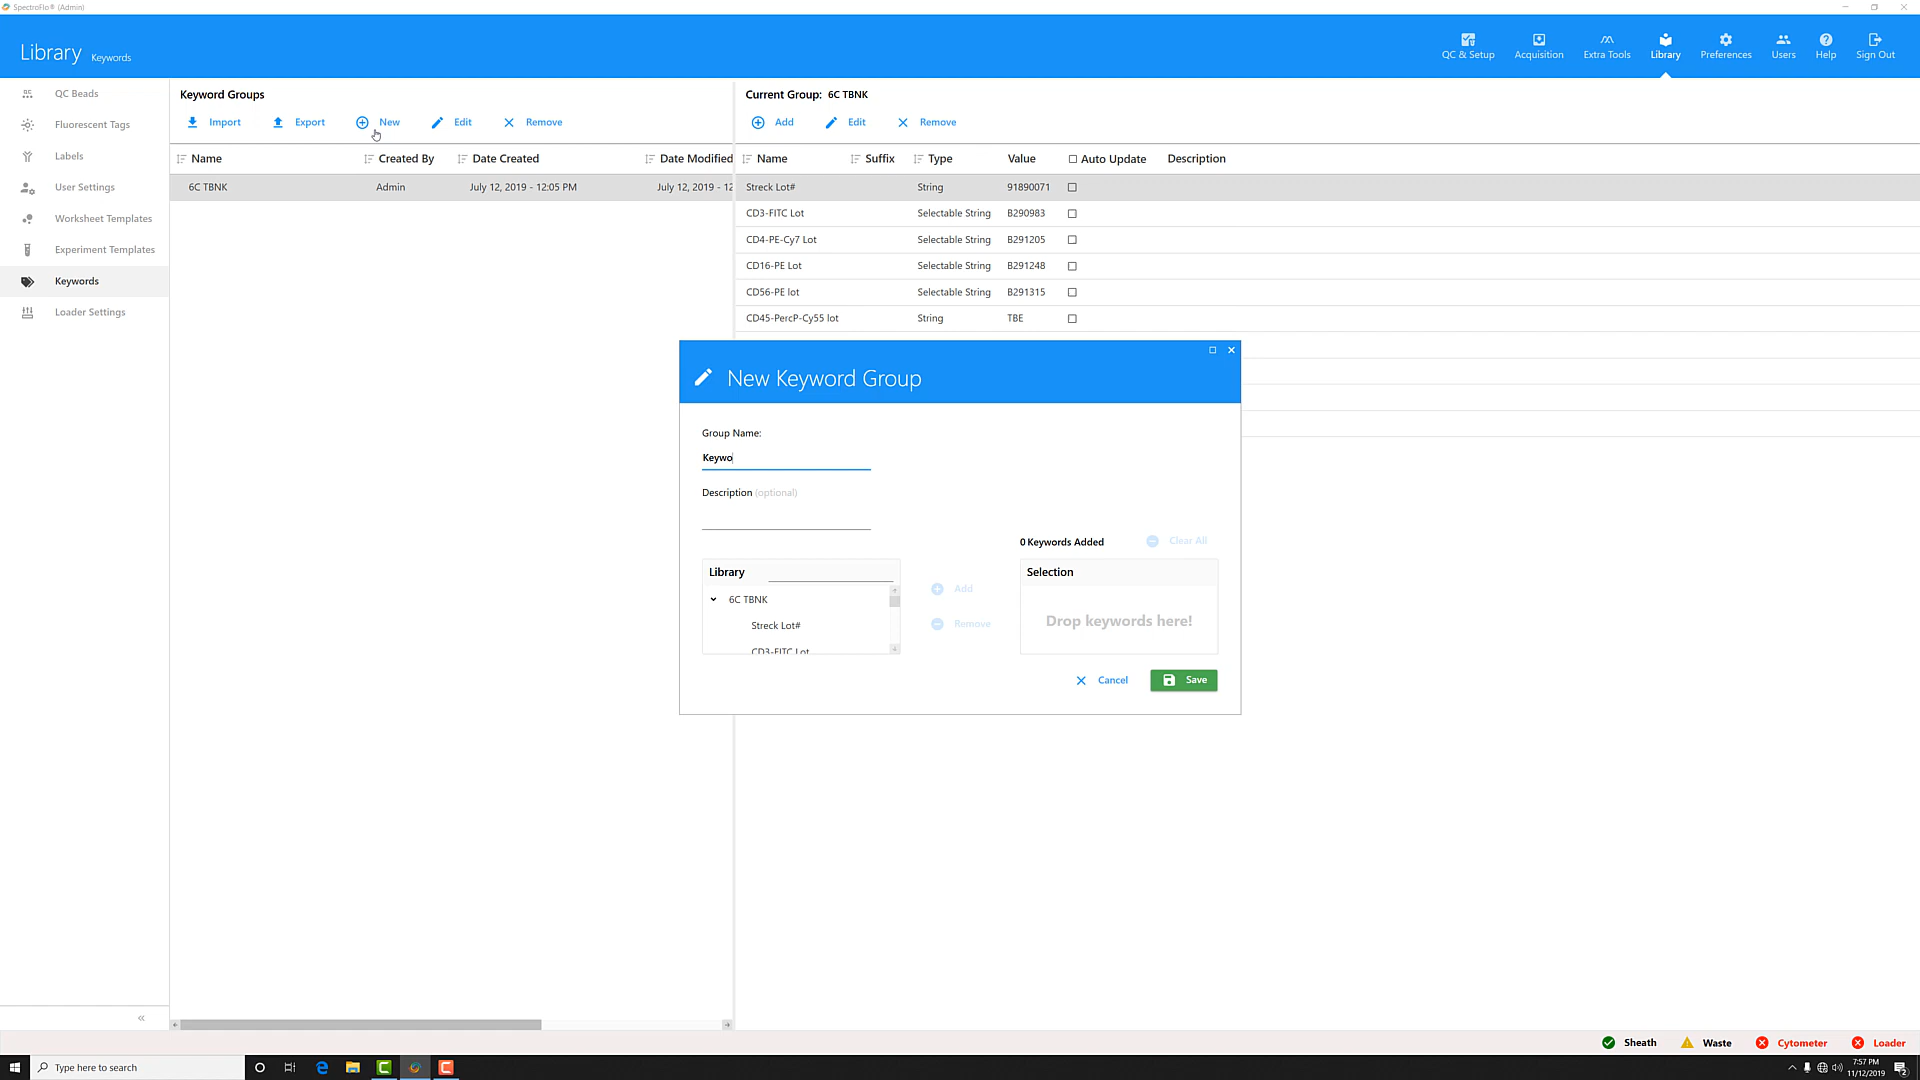 SpectroFlo® (Admin)
Library Keywords
QC & Setup Acquisition Extra Tools Library Preferences Users Help Sign Out
QC Beads
Fluorescent Tags
Labels
User Settings
Worksheet Templates
Experiment Templates
Keywords
Loader Settings
Keyword Groups
Import Export New Edit Remove
Name Created By Date Created Date Modified
6C TBNK Admin July 12, 2019 - 12:05 PM July 12, 2019 - 12
Current Group: 6C TBNK
Add Edit Remove
Name Suffix Type Value Auto Update Description
Streck Lot# String 91890071
CD3-FITC Lot Selectable String B290983
CD4-PE-Cy7 Lot Selectable String B291205
CD16-PE Lot Selectable String B291248
CD56-PE lot Selectable String B291315
CD45-PercP-Cy55 lot String TBE
New Keyword Group
Group Name:
Keywo
Description (optional)
0 Keywords Added Clear All
Library
6C TBNK
Streck Lot#
CD3-FITC Lot
Add
Remove
Selection
Drop keywords here!
Cancel Save
«
Sheath Waste Cytometer Loader
Type here to search
7:57 PM
11/12/2019
2